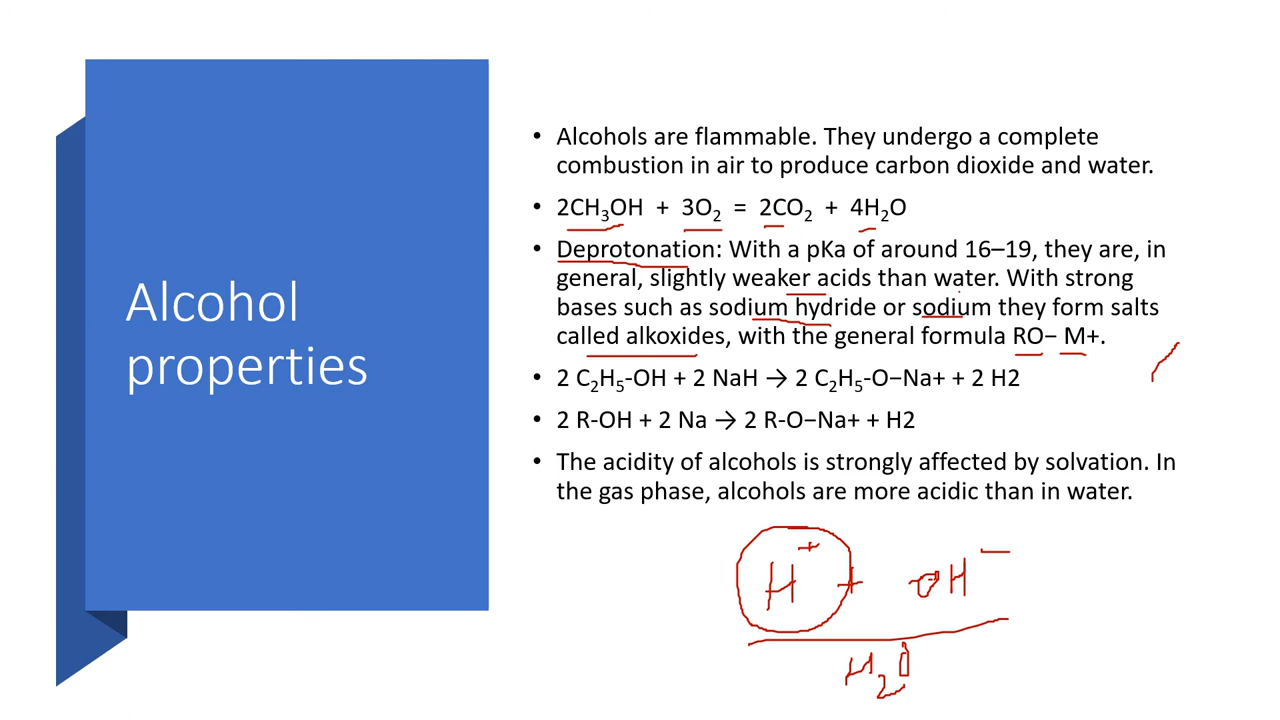 Alcohol
properties
• Alcohols are flammable. They undergo a complete
combustion in air to produce carbon dioxide and water.
• 2CH₃OH + 3O₂ = 2CO₂ + 4H₂O
• Deprotonation: With a pKa of around 16–19, they are, in
general, slightly weaker acids than water. With strong
bases such as sodium hydride or sodium they form salts
called alkoxides, with the general formula RO− M+.
• 2 C₂H₅-OH + 2 NaH → 2 C₂H₅-O−Na+ + 2 H2
• 2 R-OH + 2 Na → 2 R-O−Na+ + H2
• The acidity of alcohols is strongly affected by solvation. In
the gas phase, alcohols are more acidic than in water.
H⁺ + OH⁻
H₂O